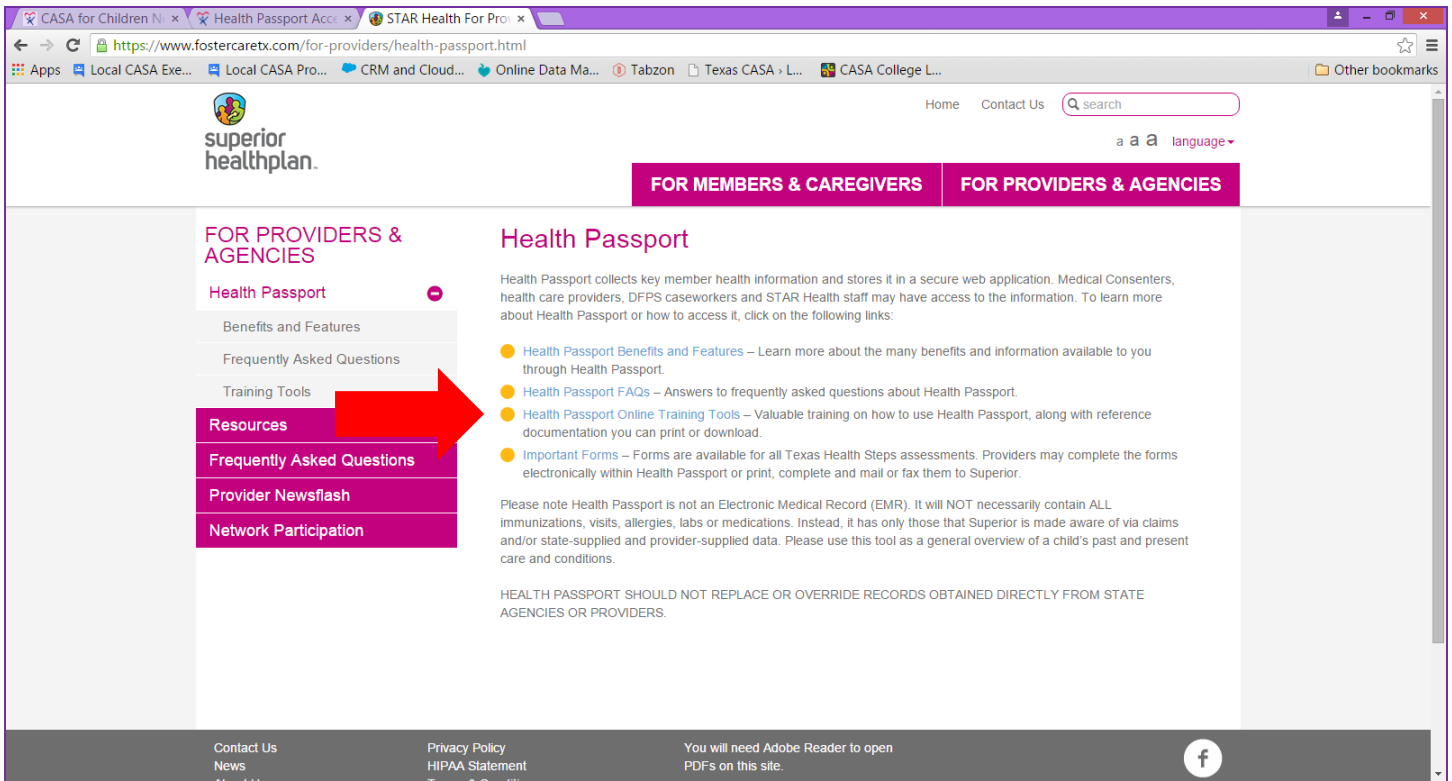 CASA for Children N
Health Passport Acce
STAR Health For Prov
https://www.fostercaretx.com/for-providers/health-passport.html
Apps
Local CASA Exe...
Local CASA Pro...
CRM and Cloud...
Online Data Ma...
Tabzon
Texas CASA › L...
CASA College L...
Other bookmarks
superior
healthplan
Home
Contact Us
search
a a a
language
FOR MEMBERS & CAREGIVERS
FOR PROVIDERS & AGENCIES
FOR PROVIDERS &
AGENCIES
Health Passport
Benefits and Features
Frequently Asked Questions
Training Tools
Resources
Frequently Asked Questions
Provider Newsflash
Network Participation
Health Passport
Health Passport collects key member health information and stores it in a secure web application. Medical Consenters,
health care providers, DFPS caseworkers and STAR Health staff may have access to the information. To learn more
about Health Passport or how to access it, click on the following links:
Health Passport Benefits and Features – Learn more about the many benefits and information available to you
through Health Passport.
Health Passport FAQs – Answers to frequently asked questions about Health Passport.
Health Passport Online Training Tools – Valuable training on how to use Health Passport, along with reference
documentation you can print or download.
Important Forms – Forms are available for all Texas Health Steps assessments. Providers may complete the forms
electronically within Health Passport or print, complete and mail or fax them to Superior.
Please note Health Passport is not an Electronic Medical Record (EMR). It will NOT necessarily contain ALL
immunizations, visits, allergies, labs or medications. Instead, it has only those that Superior is made aware of via claims
and/or state-supplied and provider-supplied data. Please use this tool as a general overview of a child's past and present
care and conditions.
HEALTH PASSPORT SHOULD NOT REPLACE OR OVERRIDE RECORDS OBTAINED DIRECTLY FROM STATE
AGENCIES OR PROVIDERS.
Contact Us
News
Privacy Policy
HIPAA Statement
You will need Adobe Reader to open
PDFs on this site.
f